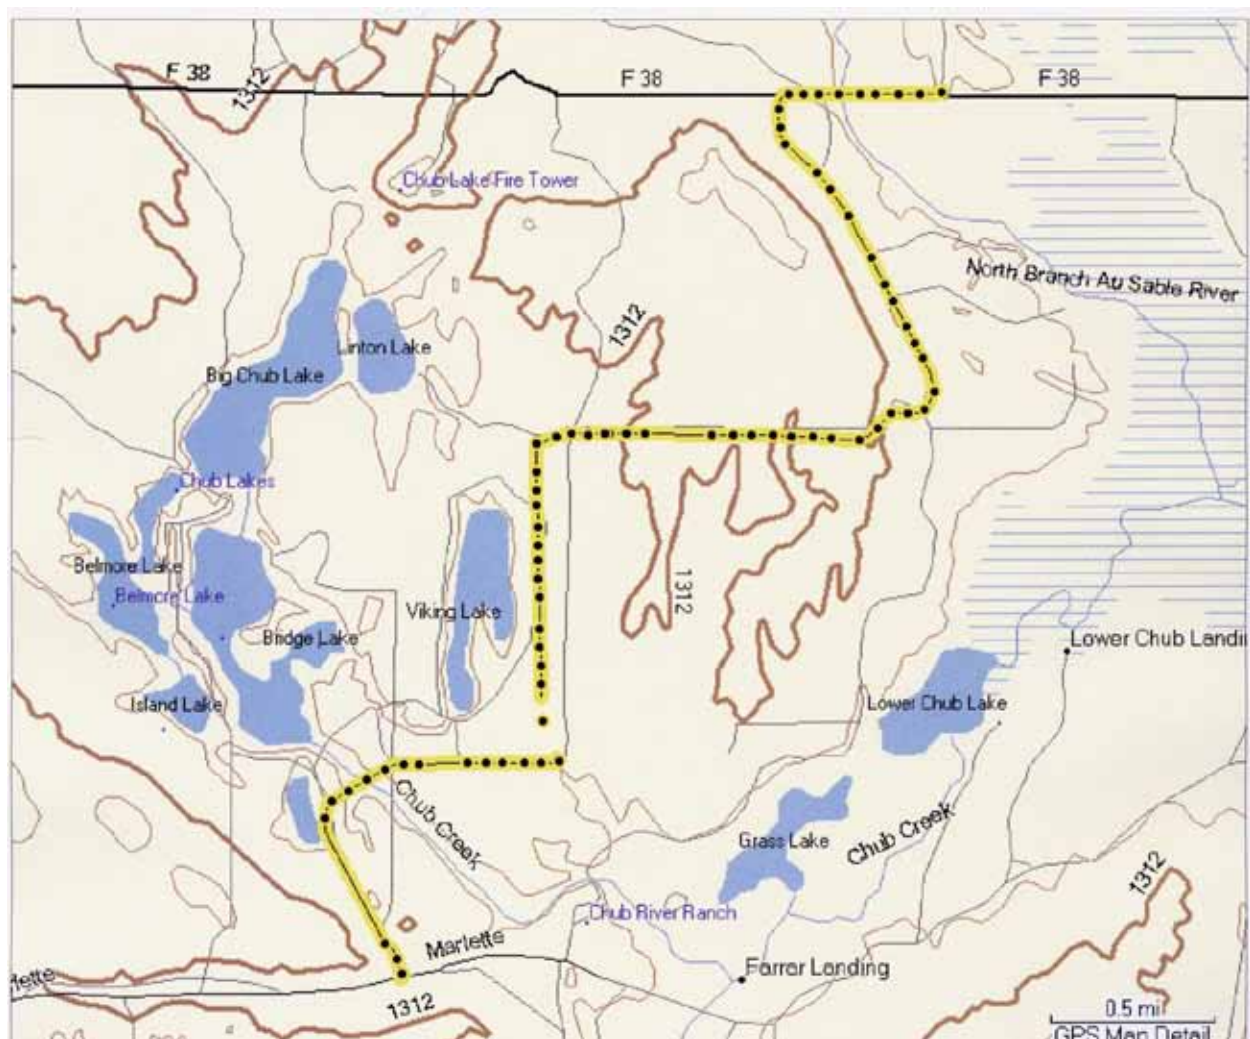 F 38
F 38
F 38
1312
Chub Lake Fire Tower
North Branch Au Sable River
1312
Linton Lake
Big Chub Lake
Chub Lakes
Belmore Lake
Belmore Lake
1312
Viking Lake
Bridge Lake
Lower Chub Landi
Island Lake
Lower Chub Lake
Chub Creek
Grass Lake
Chub Creek
1312
Chub River Ranch
Marlette
Farrar Landing
lette
1312
0.5 mi
GPS Map Detail